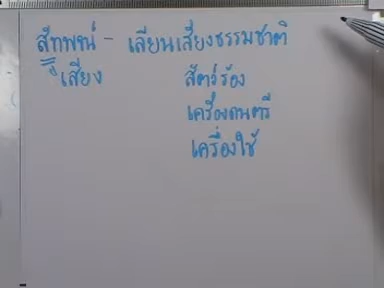 สัทพจน์ - เลียนเสียงธรรมชาติ
เสียง สัตว์ร้อง
เครื่องดนตรี
เครื่องใช้